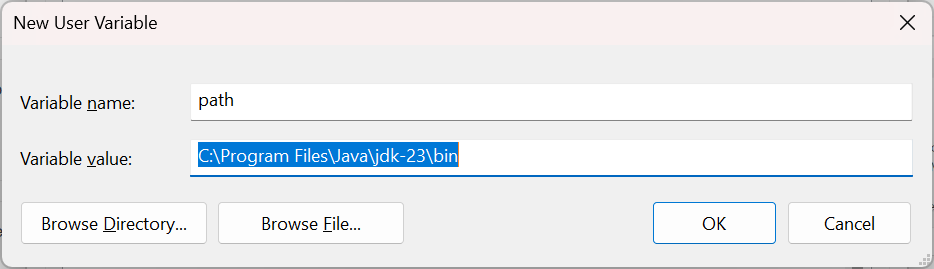 New User Variable
Variable name: path
Variable value: C:\Program Files\Java\jdk-23\bin
Browse Directory... Browse File... OK Cancel